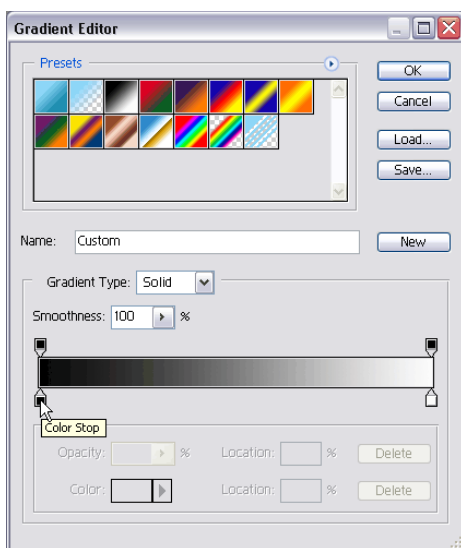 Gradient Editor
Presets
OK
Cancel
Load...
Save...
Name: Custom
New
Gradient Type: Solid
Smoothness: 100 %
Color Stop
Opacity: % Location: % Delete
Color: Location: % Delete